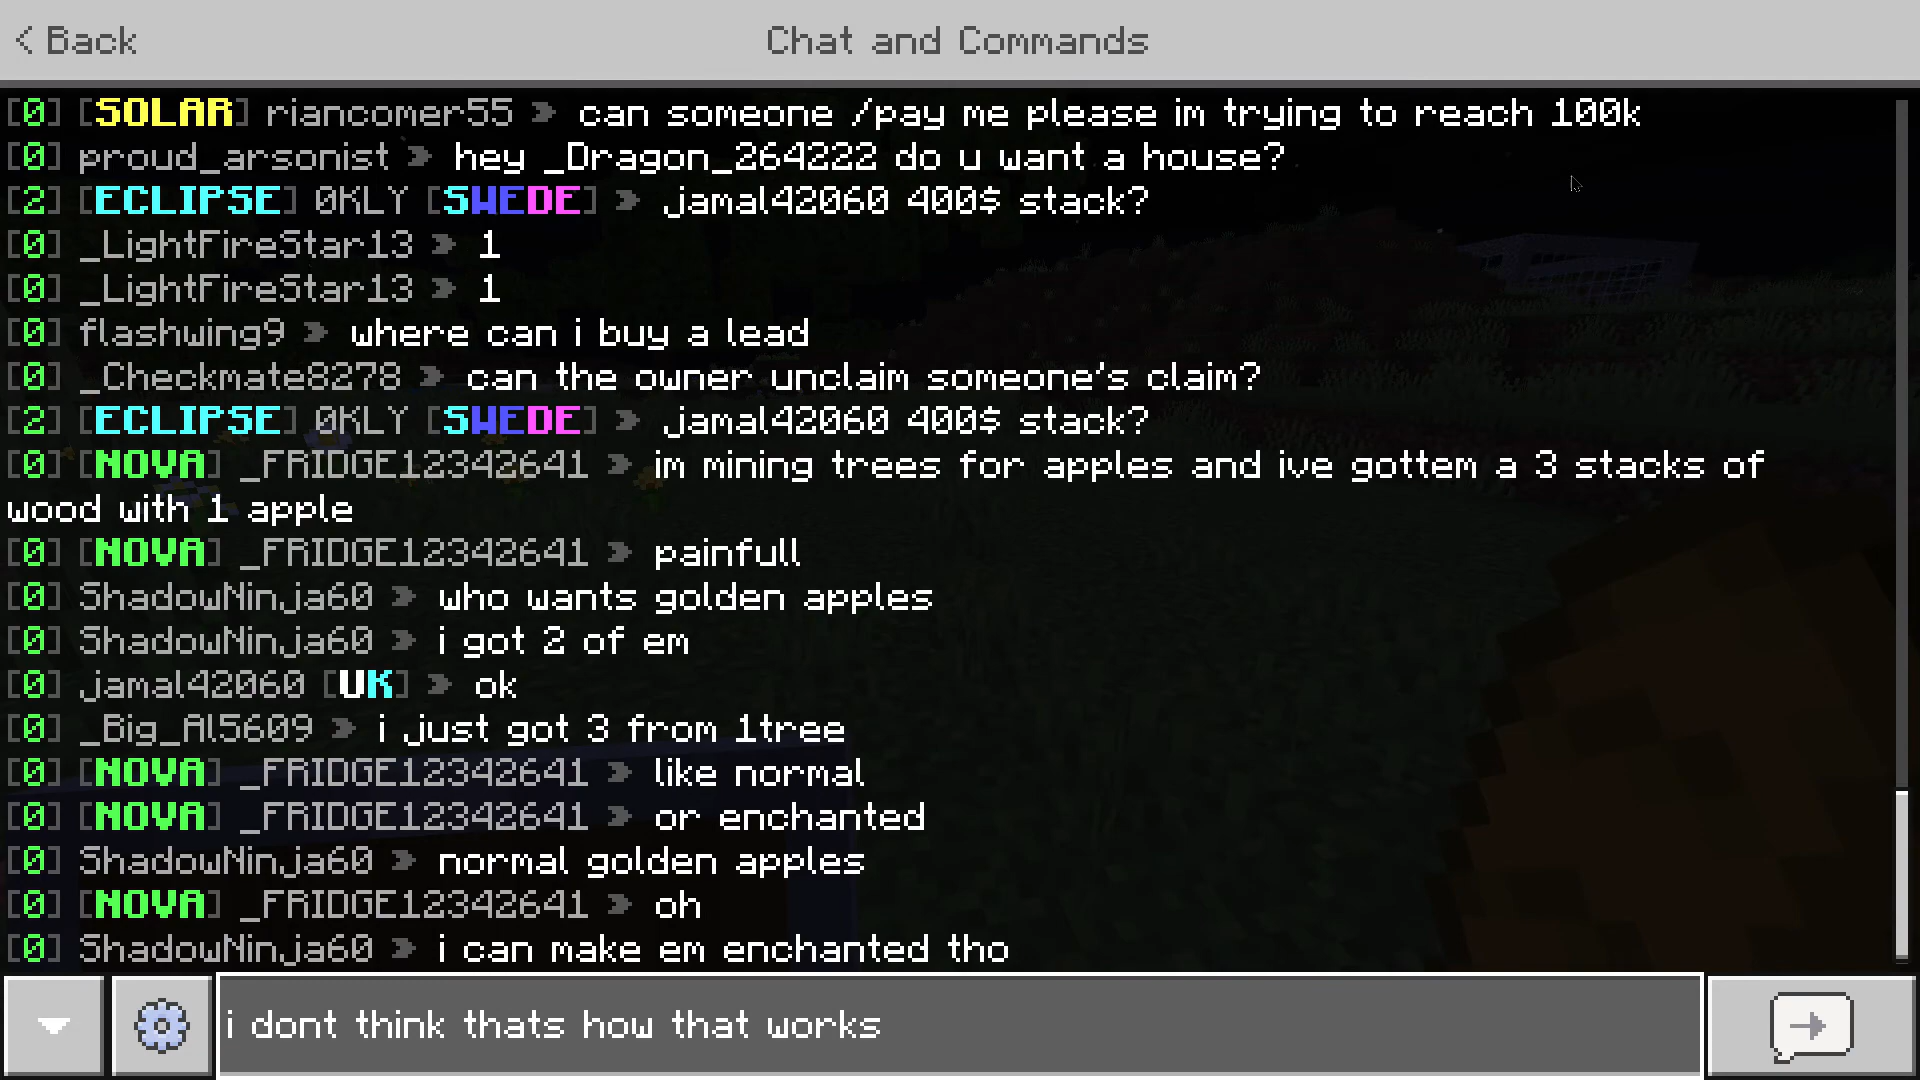 < Back
Chat and Commands
[0] [SOLAR] riancomer55 » can someone /pay me please im trying to reach 100k
[0] proud_arsonist » hey _Dragon_264222 do u want a house?
[2] [ECLIPSE] 0KLY [SWEDE] » jamal42060 400$ stack?
[0] _LightFireStar13 » 1
[0] _LightFireStar13 » 1
[0] flashwing9 » where can i buy a lead
[0] _Checkmate8278 » can the owner unclaim someone's claim?
[2] [ECLIPSE] 0KLY [SWEDE] » jamal42060 400$ stack?
[0] [NOVA] _FRIDGE12342641 » im mining trees for apples and ive gottem a 3 stacks of
wood with 1 apple
[0] [NOVA] _FRIDGE12342641 » painfull
[0] ShadowNinja60 » who wants golden apples
[0] ShadowNinja60 » i got 2 of em
[0] jamal42060 [UK] » ok
[0] _Big_Al5609 » i just got 3 from 1tree
[0] [NOVA] _FRIDGE12342641 » like normal
[0] [NOVA] _FRIDGE12342641 » or enchanted
[0] ShadowNinja60 » normal golden apples
[0] [NOVA] _FRIDGE12342641 » oh
[0] ShadowNinja60 » i can make em enchanted tho
i dont think thats how that works